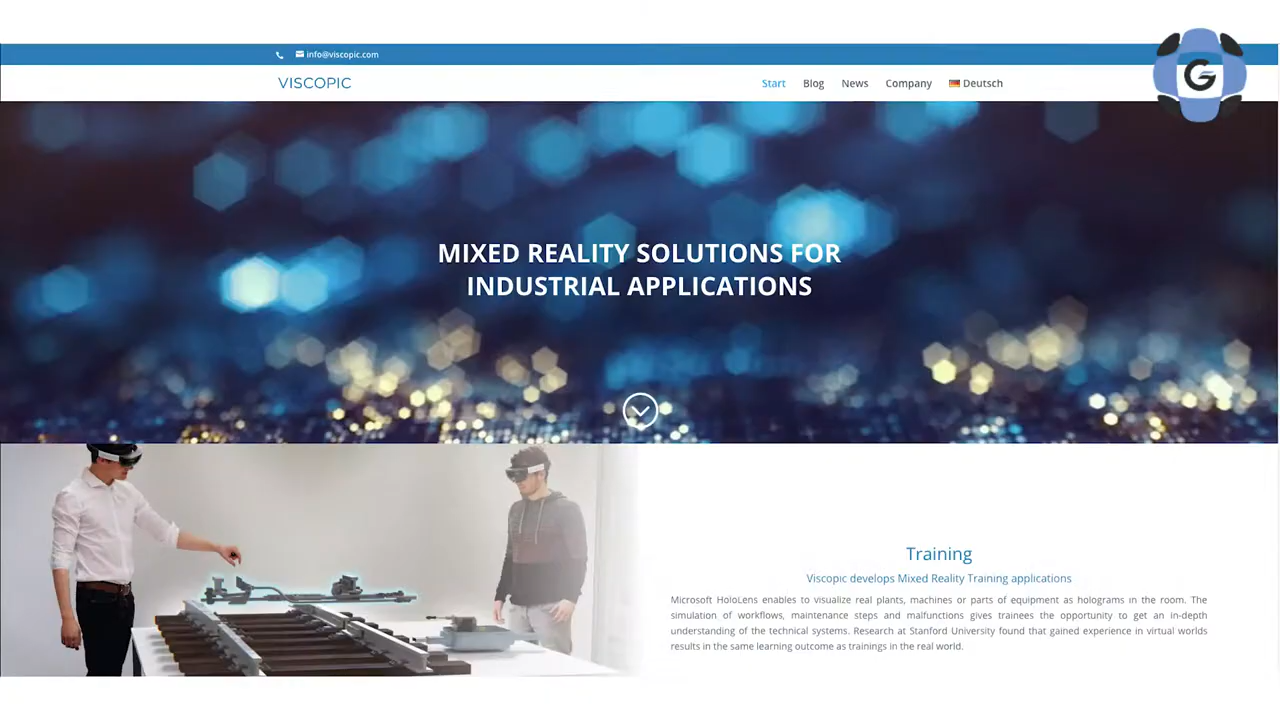 info@viscopic.com
VISCOPIC
Start Blog News Company Deutsch
G
MIXED REALITY SOLUTIONS FOR
INDUSTRIAL APPLICATIONS
Training
Viscopic develops Mixed Reality Training applications
Microsoft HoloLens enables to visualize real plants, machines or parts of equipment as holograms in the room. The
simulation of workflows, maintenance steps and malfunctions gives trainees the opportunity to get an in-depth
understanding of the technical systems. Research at Stanford University found that gained experience in virtual worlds
results in the same learning outcome as trainings in the real world.